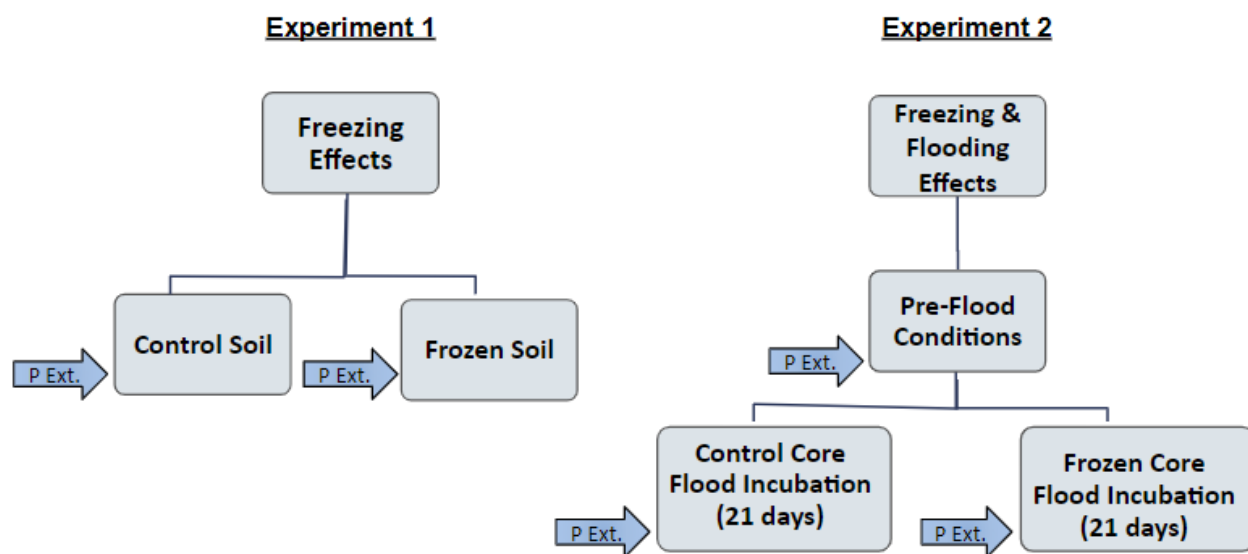 Experiment 1
Freezing
Effects
Control Soil
Frozen Soil
P Ext.
P Ext.
Experiment 2
Freezing &
Flooding
Effects
Pre-Flood
Conditions
P Ext.
Control Core
Flood Incubation
(21 days)
P Ext.
Frozen Core
Flood Incubation
(21 days)
P Ext.